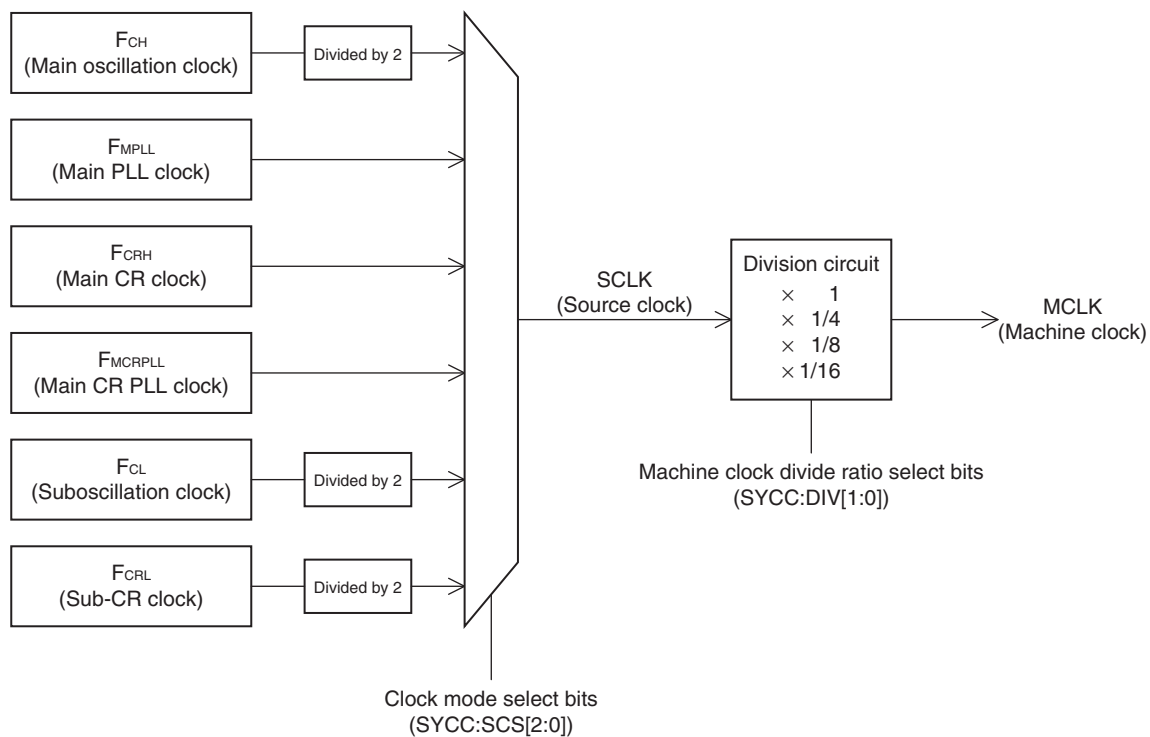 FCH
(Main oscillation clock)
Divided by 2
FMPLL
(Main PLL clock)
FCRH
(Main CR clock)
FMCRPLL
(Main CR PLL clock)
FCL
(Suboscillation clock)
Divided by 2
FCRL
(Sub-CR clock)
Divided by 2
Clock mode select bits
(SYCC:SCS[2:0])
SCLK
(Source clock)
Division circuit
× 1
× 1/4
× 1/8
× 1/16
Machine clock divide ratio select bits
(SYCC:DIV[1:0])
MCLK
(Machine clock)